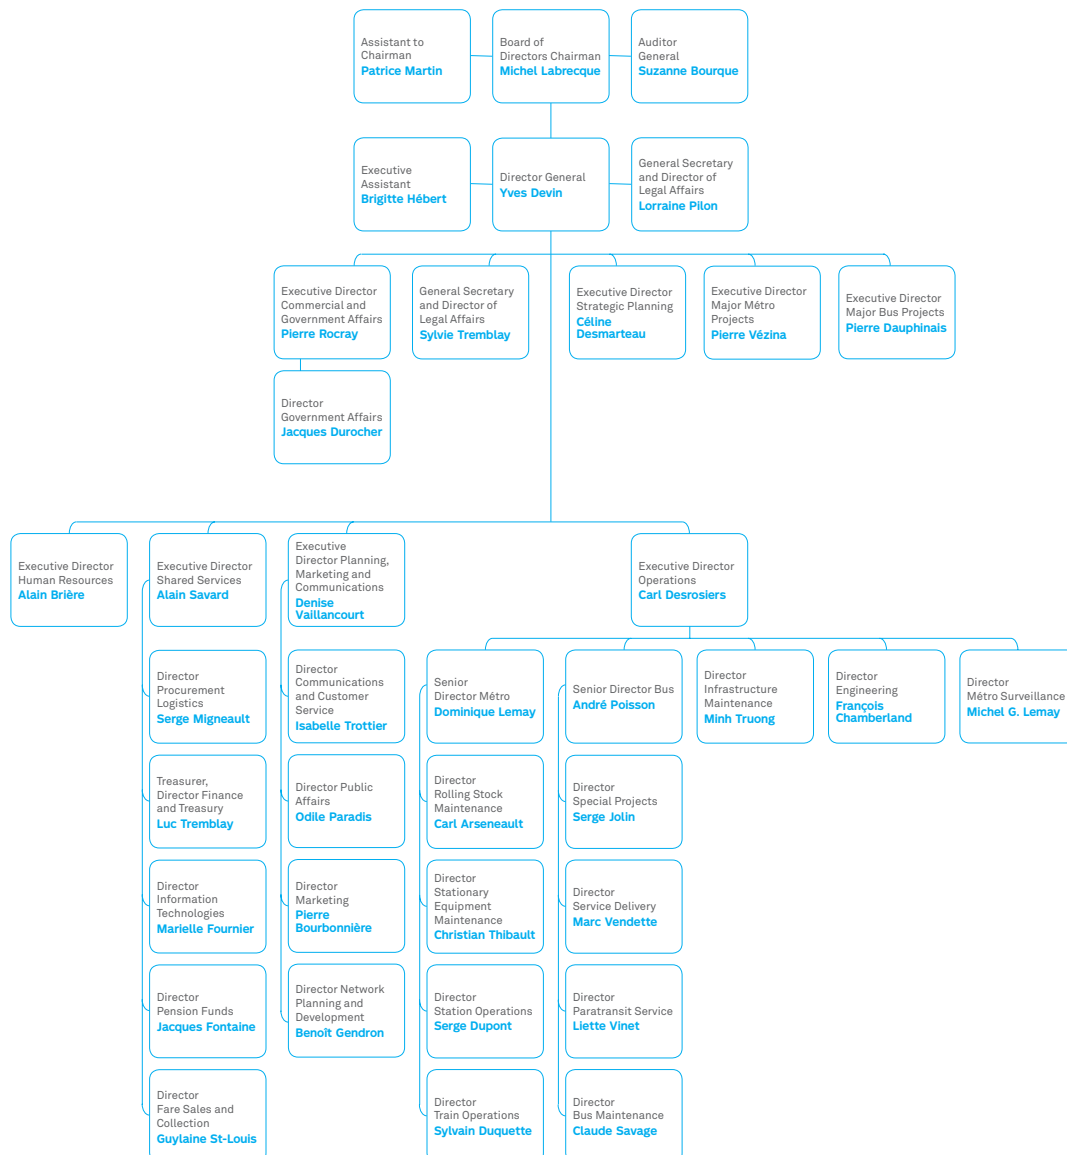 Assistant to
Chairman
Patrice Martin
Board of
Directors Chairman
Michel Labrecque
Auditor
General
Suzanne Bourque
Executive
Assistant
Brigitte Hébert
Director General
Yves Devin
General Secretary
and Director of
Legal Affairs
Lorraine Pilon
Executive Director
Commercial and
Government Affairs
Pierre Rocray
General Secretary
and Director of
Legal Affairs
Sylvie Tremblay
Executive Director
Strategic Planning
Céline
Desmarteau
Executive Director
Major Métro
Projects
Pierre Vézina
Executive Director
Major Bus Projects
Pierre Dauphinais
Director
Government Affairs
Jacques Durocher
Executive Director
Human Resources
Alain Brière
Executive Director
Shared Services
Alain Savard
Executive
Director Planning,
Marketing and
Communications
Denise
Vaillancourt
Executive Director
Operations
Carl Desrosiers
Director
Procurement
Logistics
Serge Migneault
Director
Communications
and Customer
Service
Isabelle Trottier
Senior
Director Métro
Dominique Lemay
Senior Director Bus
André Poisson
Director
Infrastructure
Maintenance
Minh Truong
Director
Engineering
François
Chamberland
Director
Métro Surveillance
Michel G. Lemay
Treasurer,
Director Finance
and Treasury
Luc Tremblay
Director Public
Affairs
Odile Paradis
Director
Rolling Stock
Maintenance
Carl Arseneault
Director
Special Projects
Serge Jolin
Director
Information
Technologies
Marielle Fournier
Director
Marketing
Pierre
Bourbonnière
Director
Stationary
Equipment
Maintenance
Christian Thibault
Director
Service Delivery
Marc Vendette
Director
Pension Funds
Jacques Fontaine
Director Network
Planning and
Development
Benoît Gendron
Director
Station Operations
Serge Dupont
Director
Paratransit Service
Liette Vinet
Director
Fare Sales and
Collection
Guylaine St-Louis
Director
Train Operations
Sylvain Duquette
Director
Bus Maintenance
Claude Savage